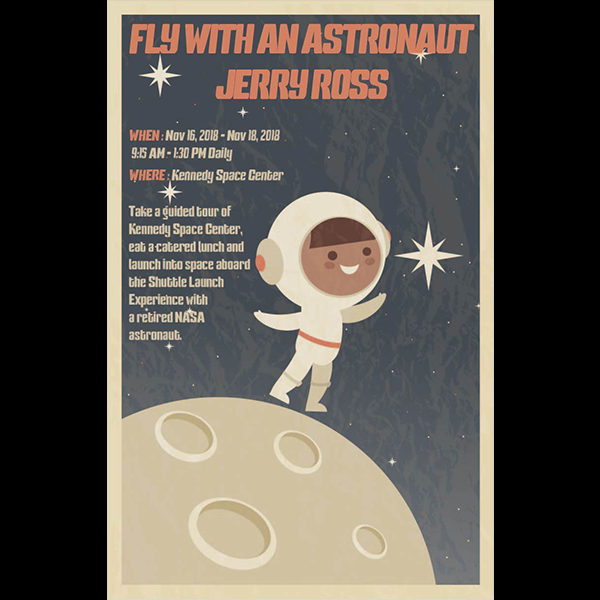 FLY WITH AN ASTRONAUT
JERRY ROSS
WHEN : Nov 16, 2018 - Nov 18, 2018
9:15 AM - 1:30 PM Daily
WHERE : Kennedy Space Center
Take a guided tour of
Kennedy Space Center,
eat a catered lunch and
launch into space aboard
the Shuttle Launch
Experience with
a retired NASA
astronaut.